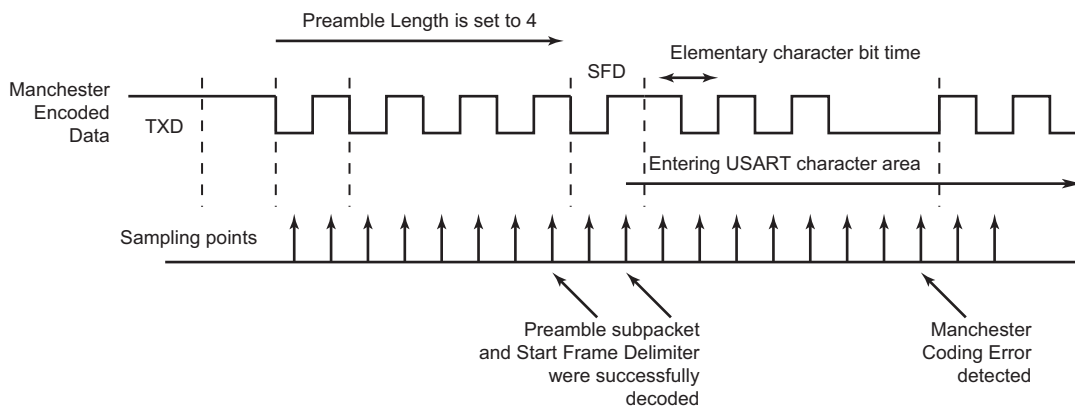 Preamble Length is set to 4
Elementary character bit time
SFD
Manchester
Encoded
Data
TXD
Entering USART character area
Sampling points
Preamble subpacket
and Start Frame Delimiter
were successfully
decoded
Manchester
Coding Error
detected